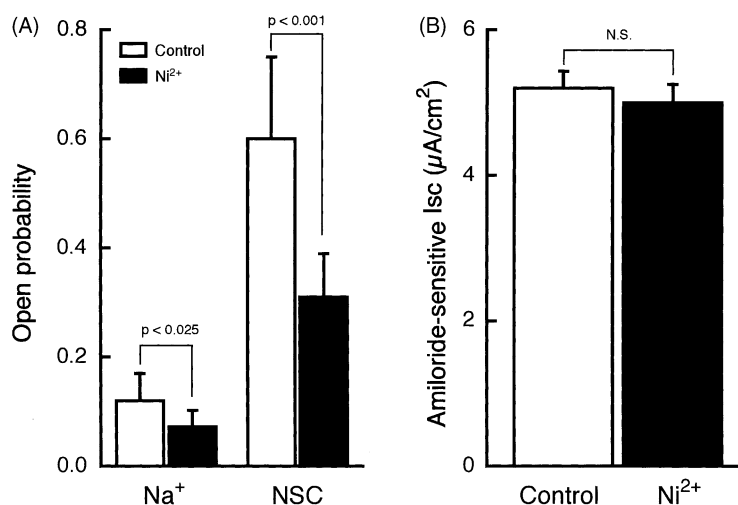 (A)
Open probability
0.8
0.6
0.4
0.2
0.0
Control
Ni²⁺
p < 0.001
p < 0.025
Na⁺
NSC
(B)
Amiloride-sensitive Isc (µA/cm²)
6
4
2
0
N.S.
Control
Ni²⁺